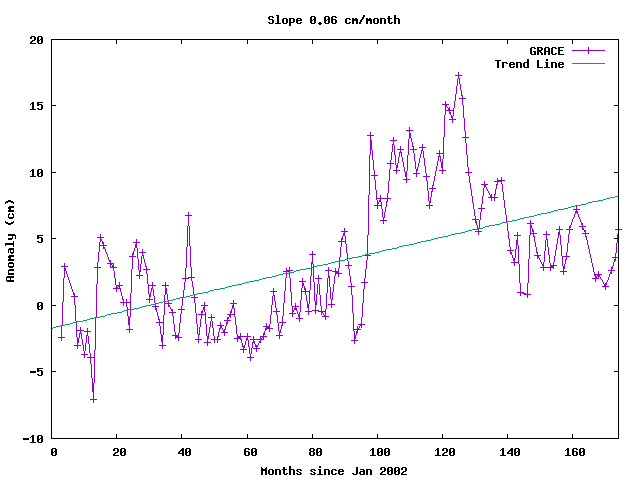 Slope 0.06 cm/month
GRACE
Trend Line
20
15
10
5
0
-5
-10
Anomaly (cm)
0 20 40 60 80 100 120 140 160
Months since Jan 2002